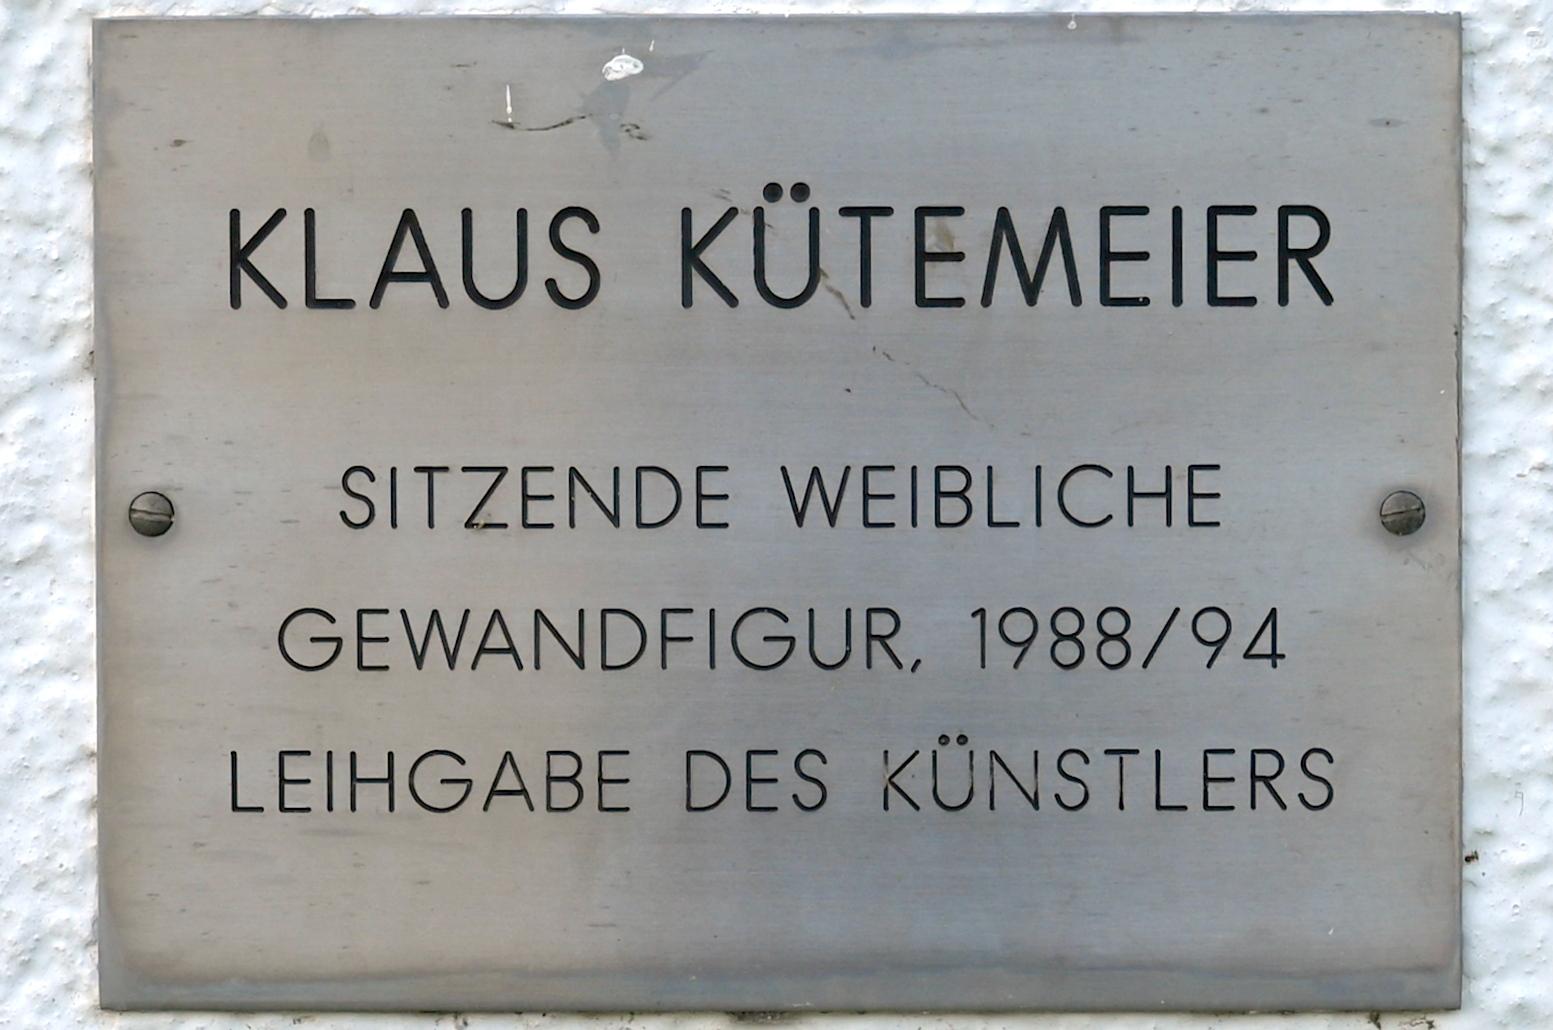 KLAUS KÜTEMEIER
SITZENDE WEIBLICHE
GEWANDFIGUR, 1988/94
LEIHGABE DES KÜNSTLERS